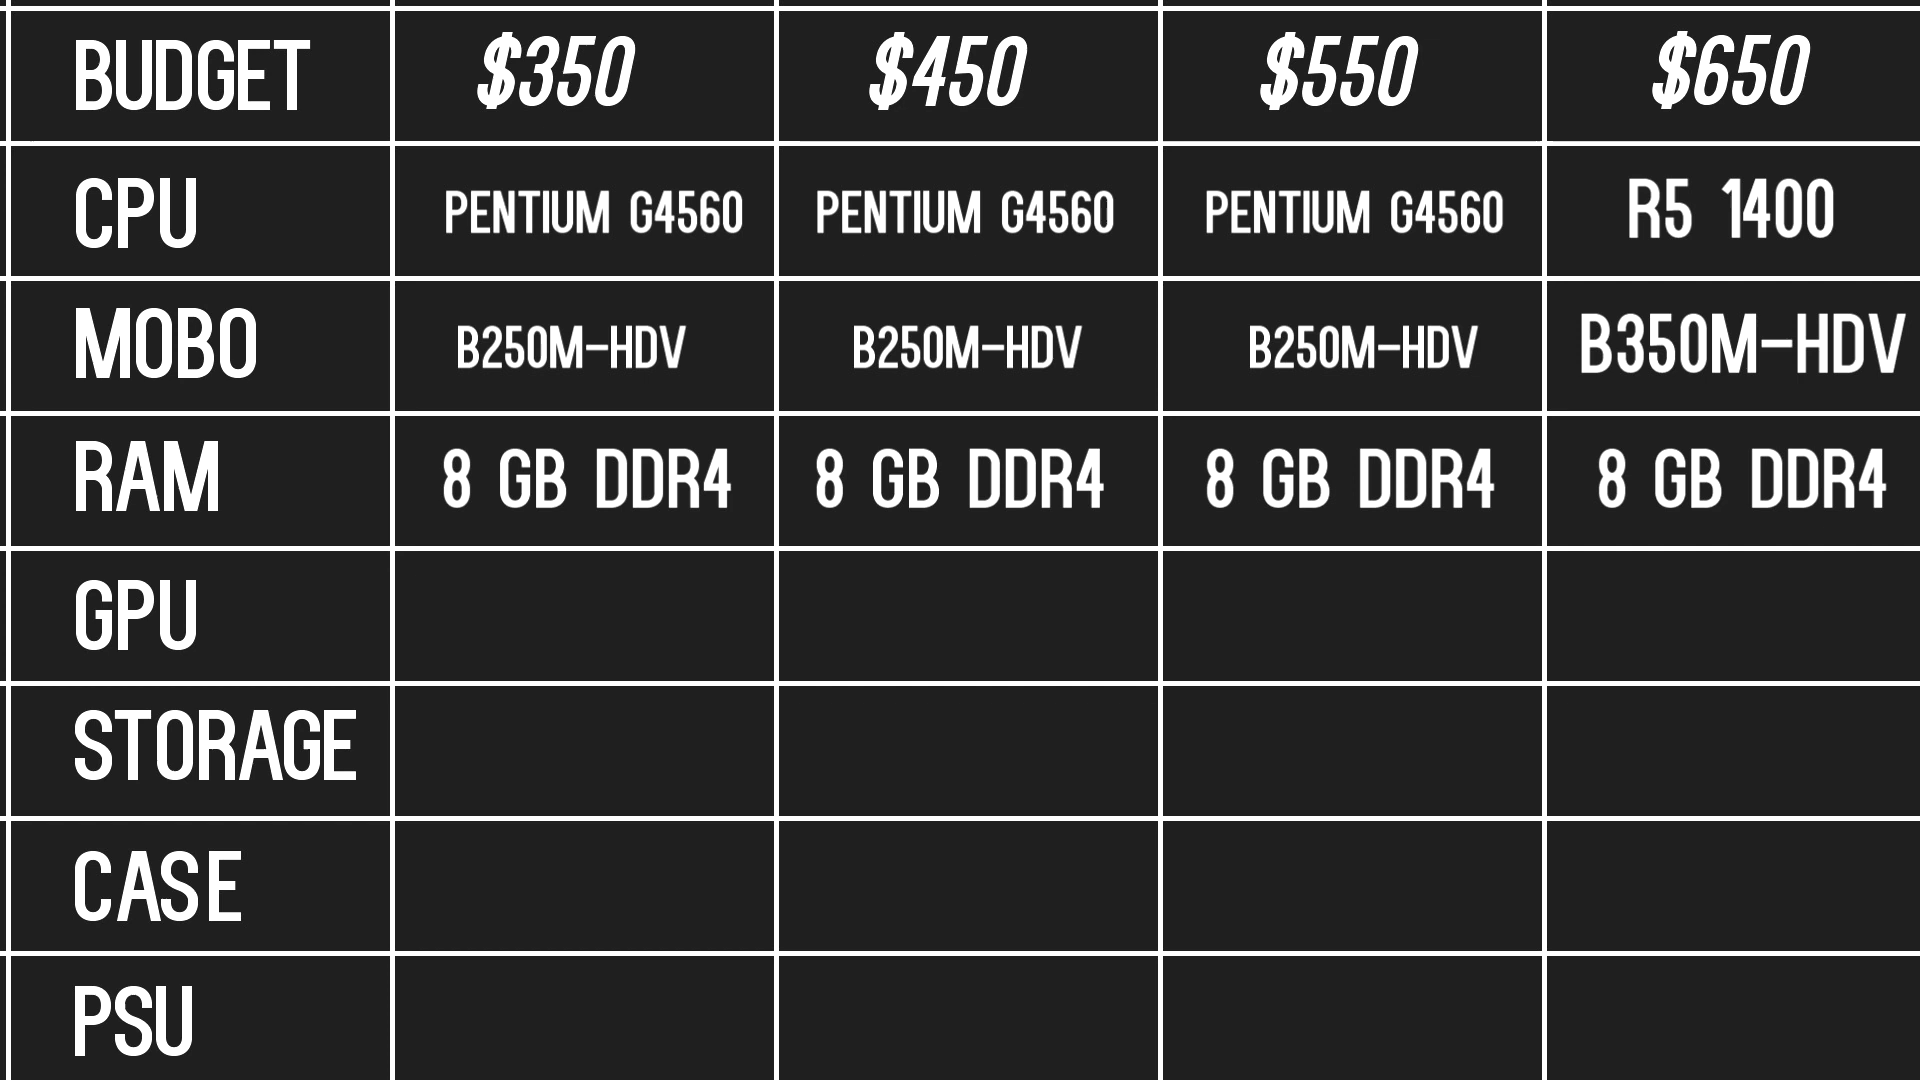 BUDGET $350 $450 $550 $650
CPU PENTIUM G4560 PENTIUM G4560 PENTIUM G4560 R5 1400
MOBO B250M-HDV B250M-HDV B250M-HDV B350M-HDV
RAM 8 GB DDR4 8 GB DDR4 8 GB DDR4 8 GB DDR4
GPU
STORAGE
CASE
PSU